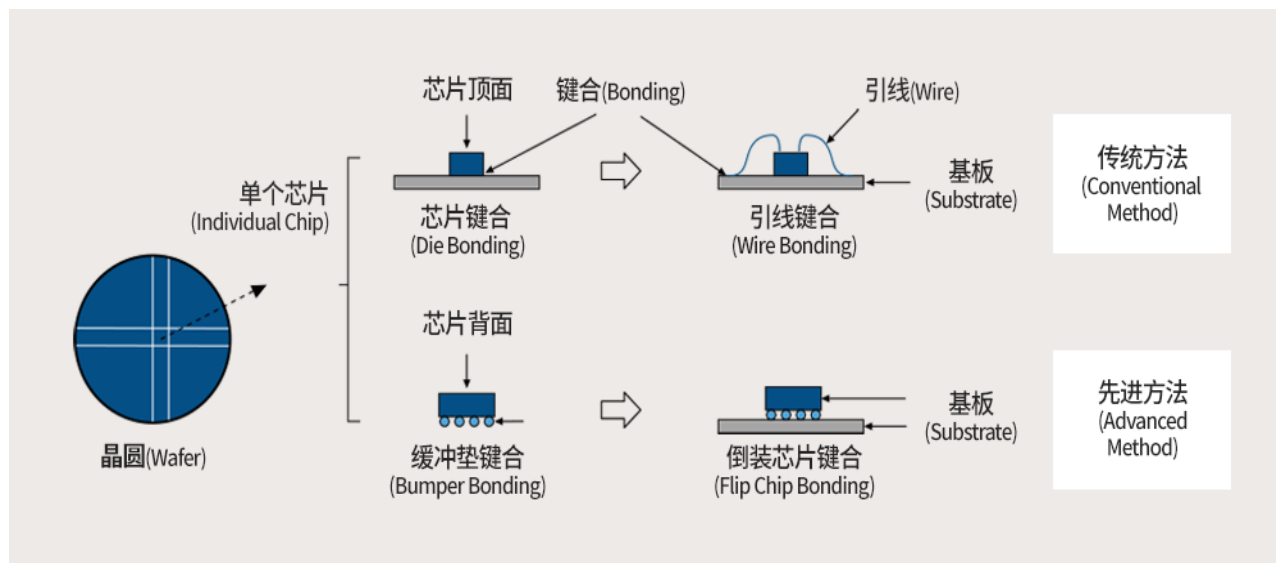 芯片顶面
键合(Bonding)
引线(Wire)
单个芯片
(Individual Chip)
芯片键合
(Die Bonding)
引线键合
(Wire Bonding)
基板
(Substrate)
传统方法
(Conventional
Method)
晶圆(Wafer)
芯片背面
缓冲垫键合
(Bumper Bonding)
倒装芯片键合
(Flip Chip Bonding)
基板
(Substrate)
先进方法
(Advanced
Method)